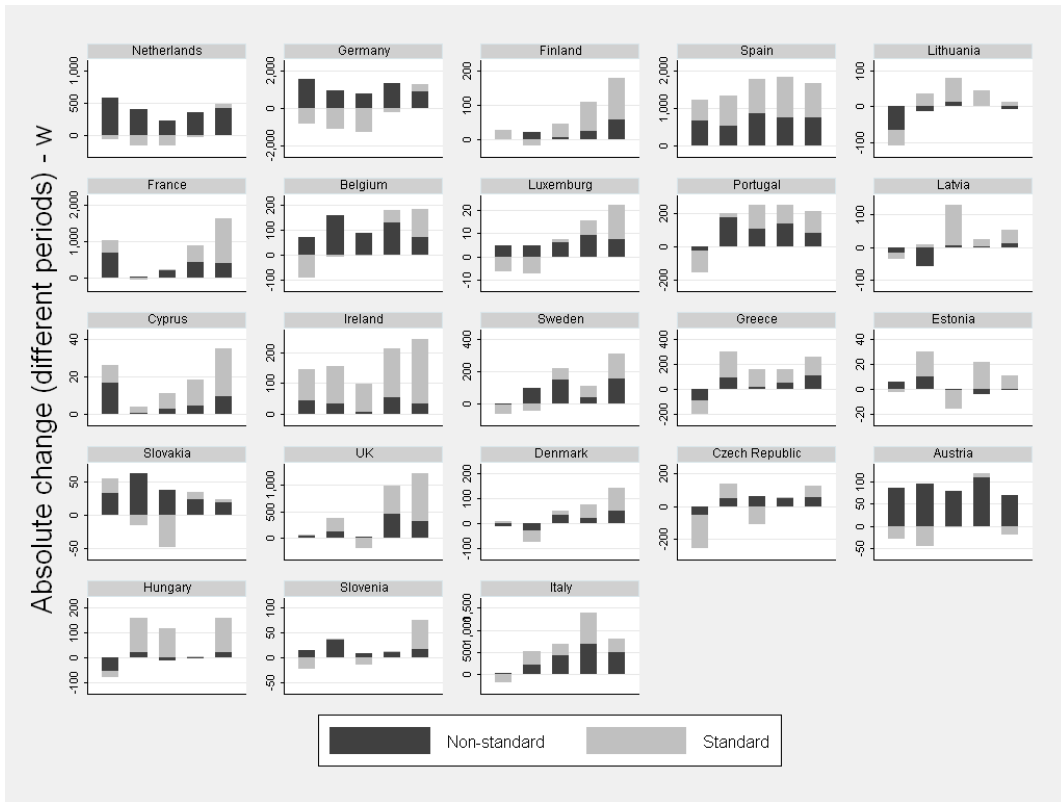 Absolute change (different periods) - w
Netherlands Germany Finland Spain Lithuania
0 500 1,000
-2,000 0 2,000
0 100 200
0 1,000 2,000
-100 0 100
France Belgium Luxemburg Portugal Latvia
0 1,000 2,000
-100 0 100 200
-10 0 10 20
-200 0 200
-100 0 100
Cyprus Ireland Sweden Greece Estonia
0 20 40
0 100 200
0 200 400
-200 0 200 400
-20 0 20 40
Slovakia UK Denmark Czech Republic Austria
-50 0 50
0 500 1,000
-100 0 100 200
-200 0 200
-50 0 50 100
Hungary Slovenia Italy
-100 0 100 200
-50 0 50 100
0 500 1,000 1,500
Non-standard Standard